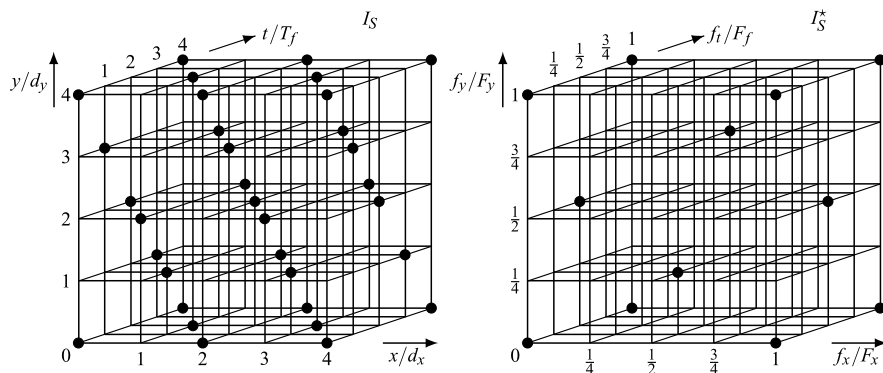 t/T_f I_S
y/d_y
1 2 3 4
4
3
2
1
0
1 2 3 4
x/d_x
f_t/F_f I_S^⋆
f_y/F_y
1/4 1/2 3/4 1
1
3/4
1/2
1/4
0
1/4 1/2 3/4 1
f_x/F_x